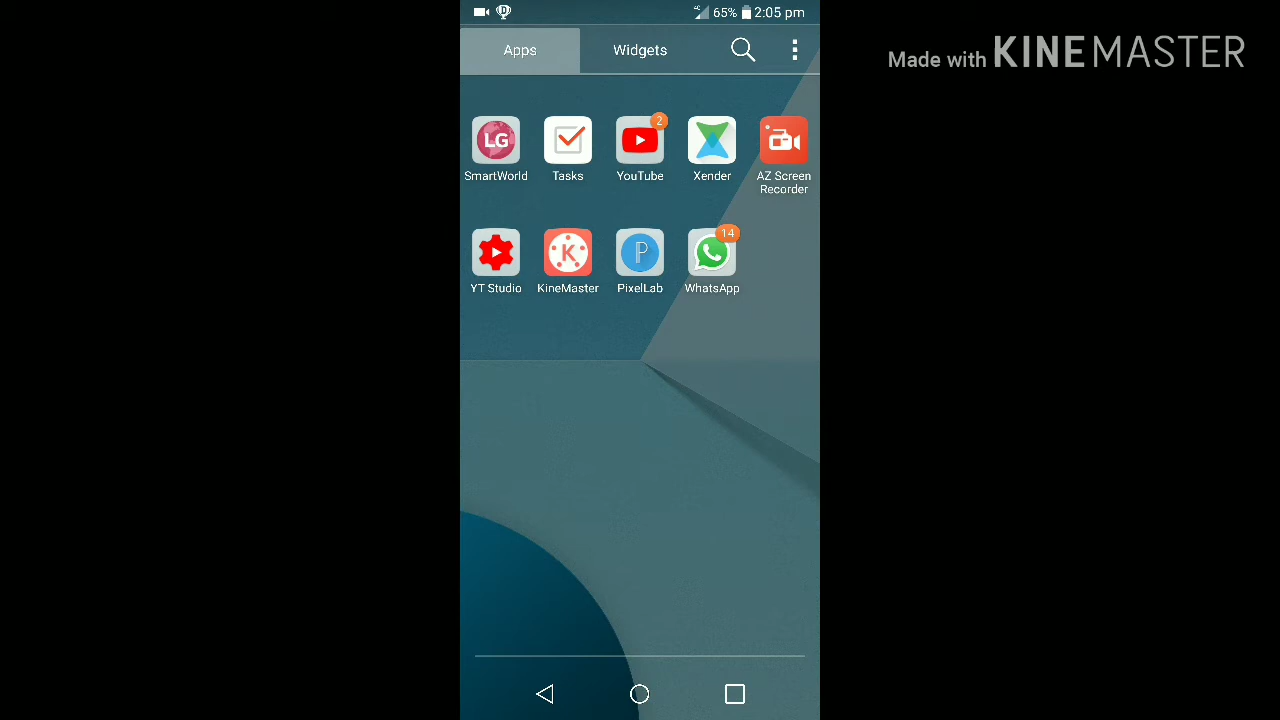 65% 2:05 pm
Made with KINEMASTER
Apps Widgets
2
LG
SmartWorld Tasks YouTube Xender AZ Screen
Recorder
14
K P
YT Studio KineMaster PixelLab WhatsApp